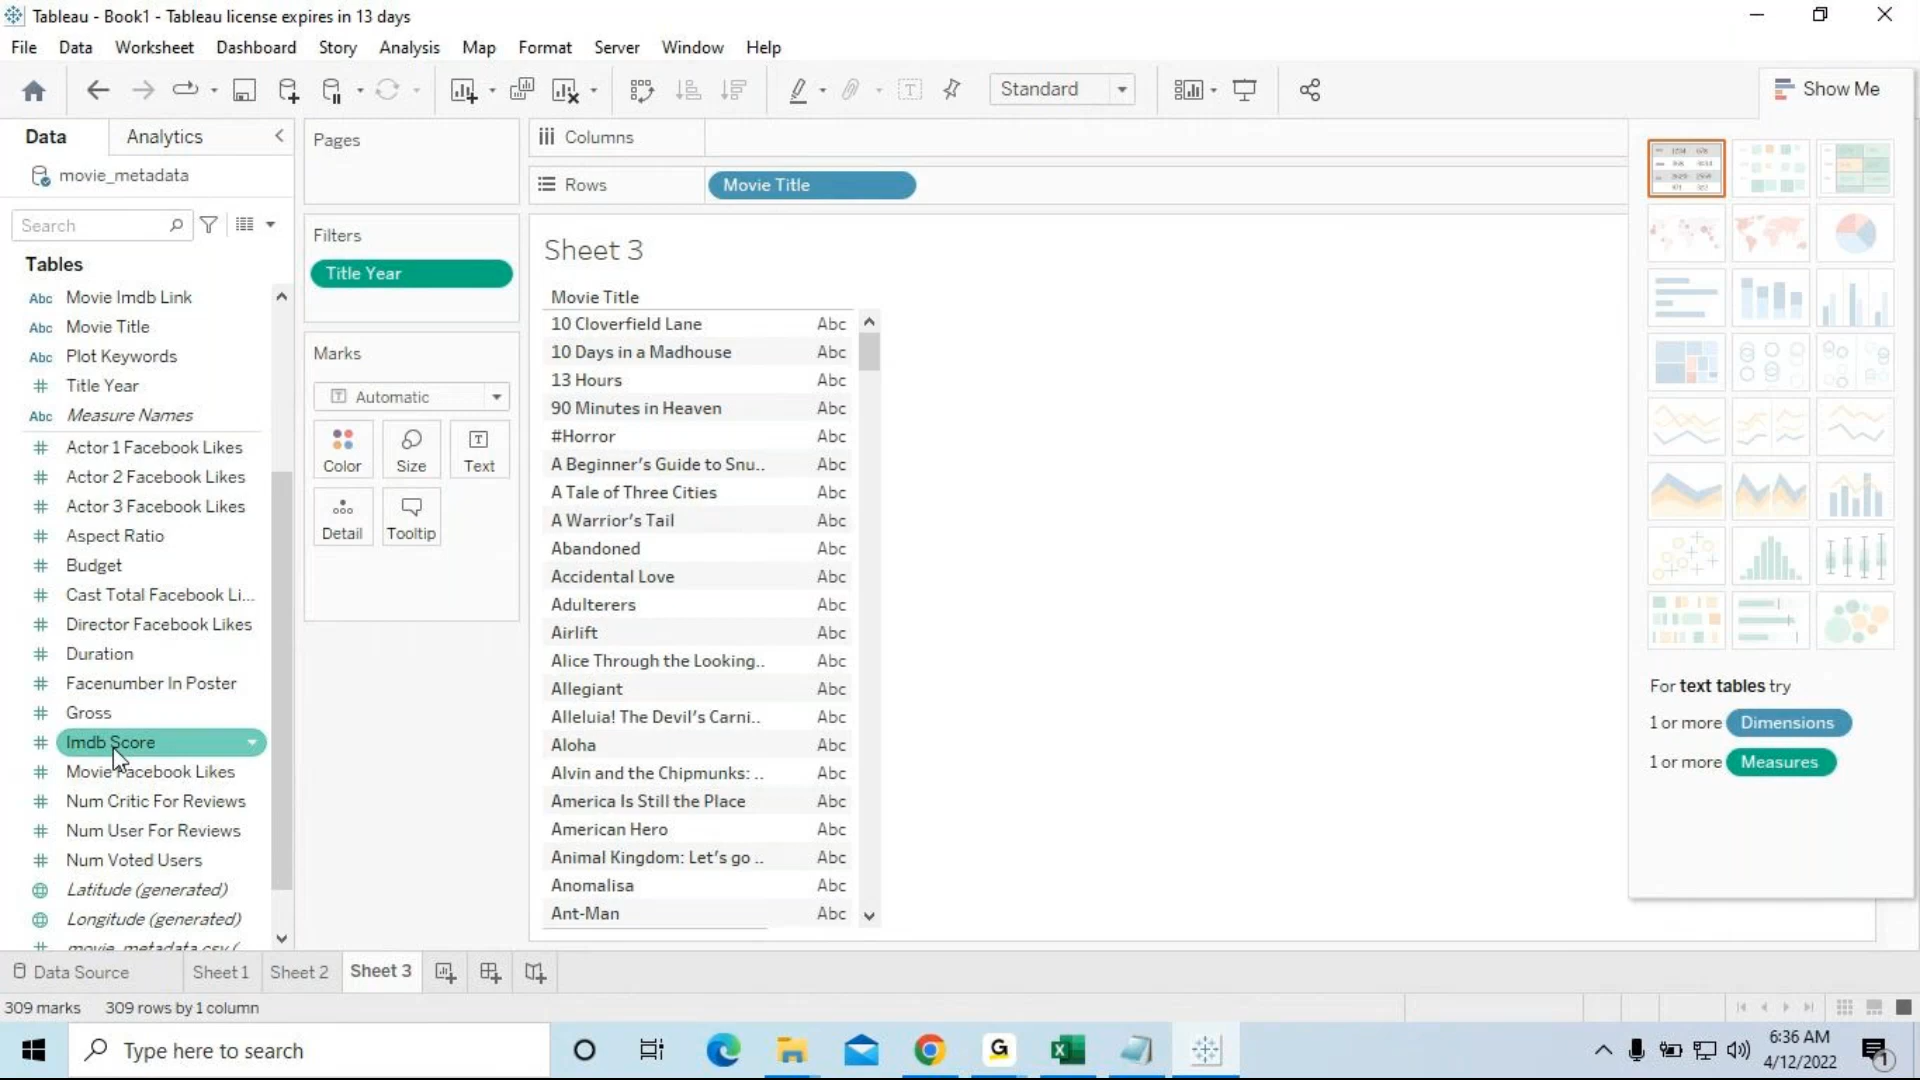 Tableau - Book1 - Tableau license expires in 13 days
File Data Worksheet Dashboard Story Analysis Map Format Server Window Help
Standard
Show Me
Data Analytics
Pages
Columns
movie_metadata
Rows
Movie Title
Search
Filters
Title Year
Sheet 3
Tables
Movie Imdb Link
Movie Title
Plot Keywords
Title Year
Measure Names
Actor 1 Facebook Likes
Actor 2 Facebook Likes
Actor 3 Facebook Likes
Aspect Ratio
Budget
Cast Total Facebook Li...
Director Facebook Likes
Duration
Facenumber In Poster
Gross
Imdb Score
Movie Facebook Likes
Num Critic For Reviews
Num User For Reviews
Num Voted Users
Latitude (generated)
Longitude (generated)
movie_metadata.csv (
Marks
Automatic
Color Size Text
Detail Tooltip
Movie Title
10 Cloverfield Lane Abc
10 Days in a Madhouse Abc
13 Hours Abc
90 Minutes in Heaven Abc
#Horror Abc
A Beginner's Guide to Snu.. Abc
A Tale of Three Cities Abc
A Warrior's Tail Abc
Abandoned Abc
Accidental Love Abc
Adulterers Abc
Airlift Abc
Alice Through the Looking.. Abc
Allegiant Abc
Alleluia! The Devil's Carni.. Abc
Aloha Abc
Alvin and the Chipmunks: .. Abc
America Is Still the Place Abc
American Hero Abc
Animal Kingdom: Let's go .. Abc
Anomalisa Abc
Ant-Man Abc
For text tables try
1 or more Dimensions
1 or more Measures
Data Source Sheet 1 Sheet 2 Sheet 3
309 marks 309 rows by 1 column
Type here to search
6:36 AM
4/12/2022